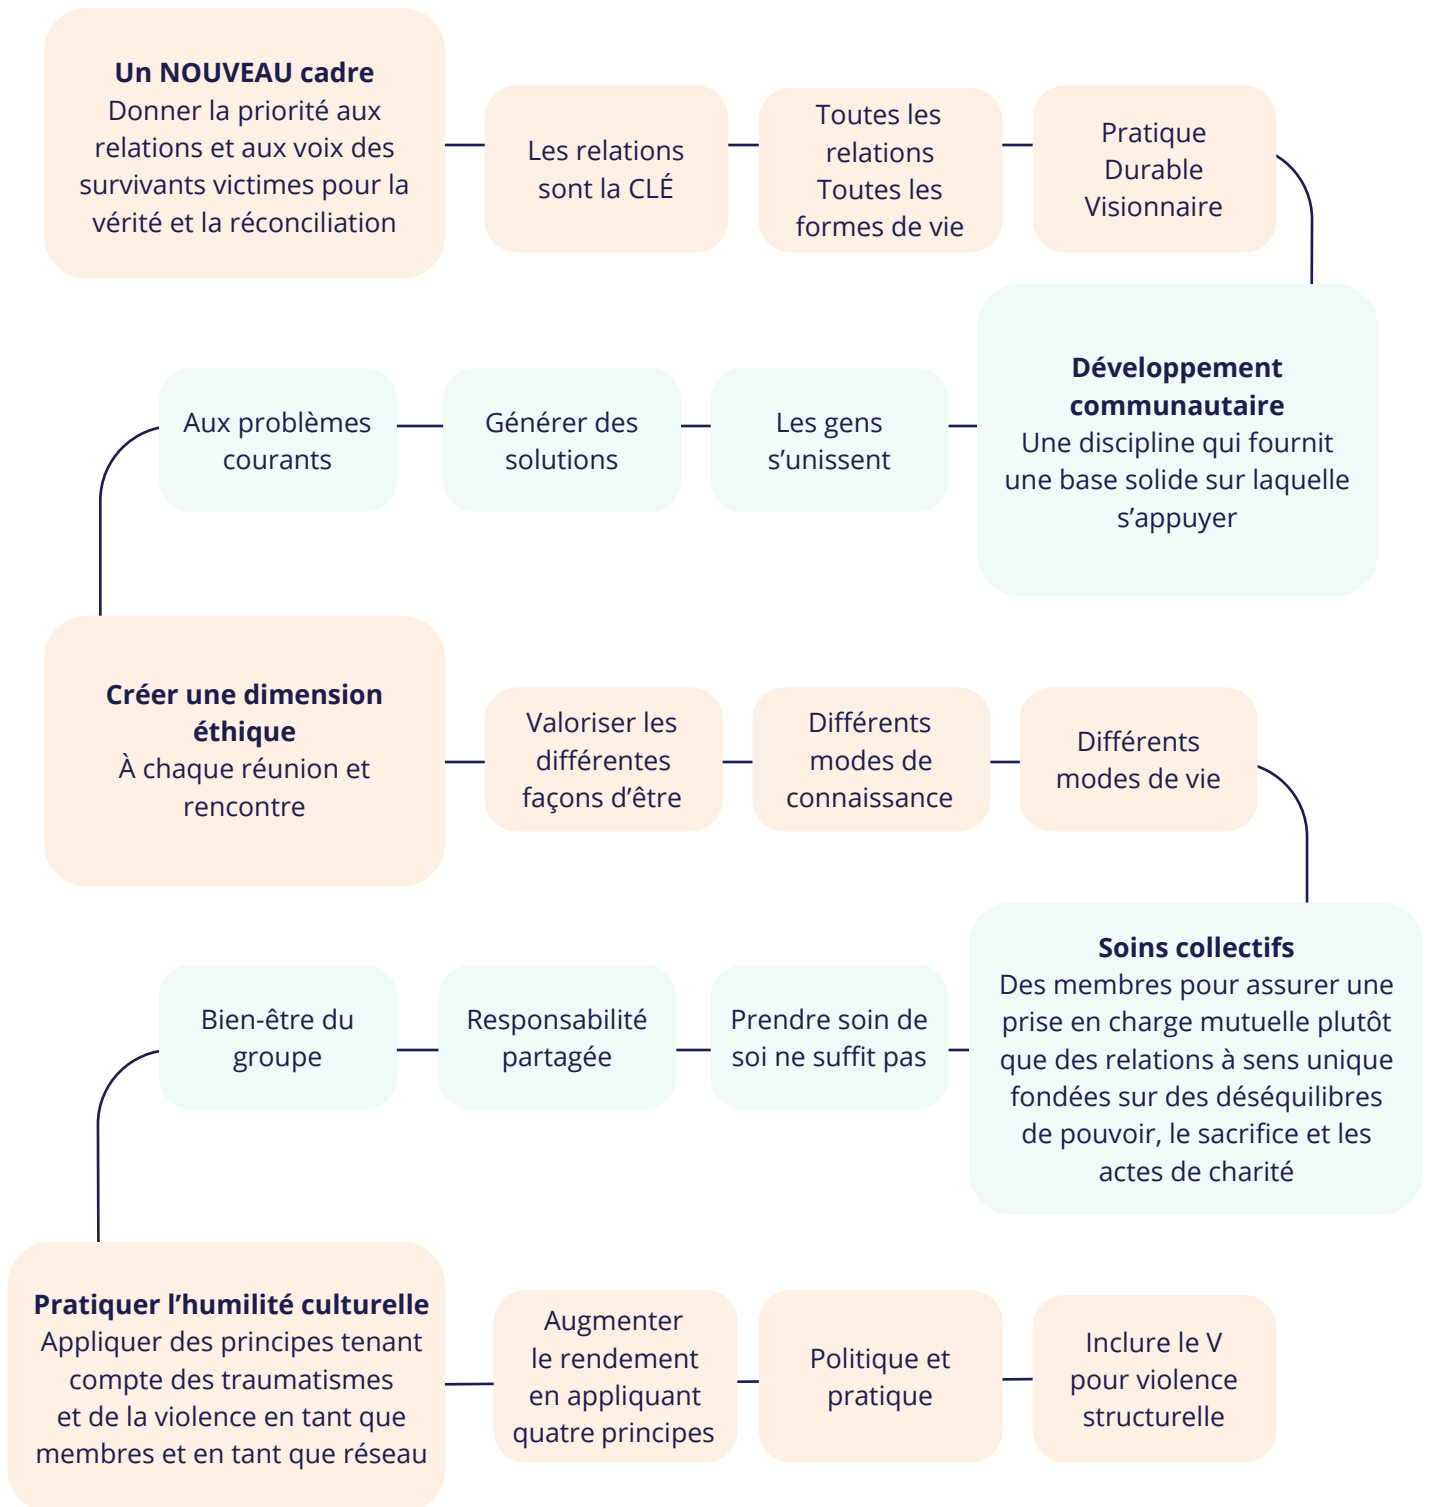 Un NOUVEAU cadre
Donner la priorité aux
relations et aux voix des
survivants victimes pour la
vérité et la réconciliation
Les relations
sont la CLÉ
Toutes les
relations
Toutes les
formes de vie
Pratique
Durable
Visionnaire
Développement
communautaire
Une discipline qui fournit
une base solide sur laquelle
s’appuyer
Les gens
s’unissent
Générer des
solutions
Aux problèmes
courants
Créer une dimension
éthique
À chaque réunion et
rencontre
Valoriser les
différentes
façons d’être
Différents
modes de
connaissance
Différents
modes de vie
Soins collectifs
Des membres pour assurer une
prise en charge mutuelle plutôt
que des relations à sens unique
fondées sur des déséquilibres
de pouvoir, le sacrifice et les
actes de charité
Prendre soin de
soi ne suffit pas
Responsabilité
partagée
Bien-être du
groupe
Pratiquer l’humilité culturelle
Appliquer des principes tenant
compte des traumatismes
et de la violence en tant que
membres et en tant que réseau
Augmenter
le rendement
en appliquant
quatre principes
Politique et
pratique
Inclure le V
pour violence
structurelle